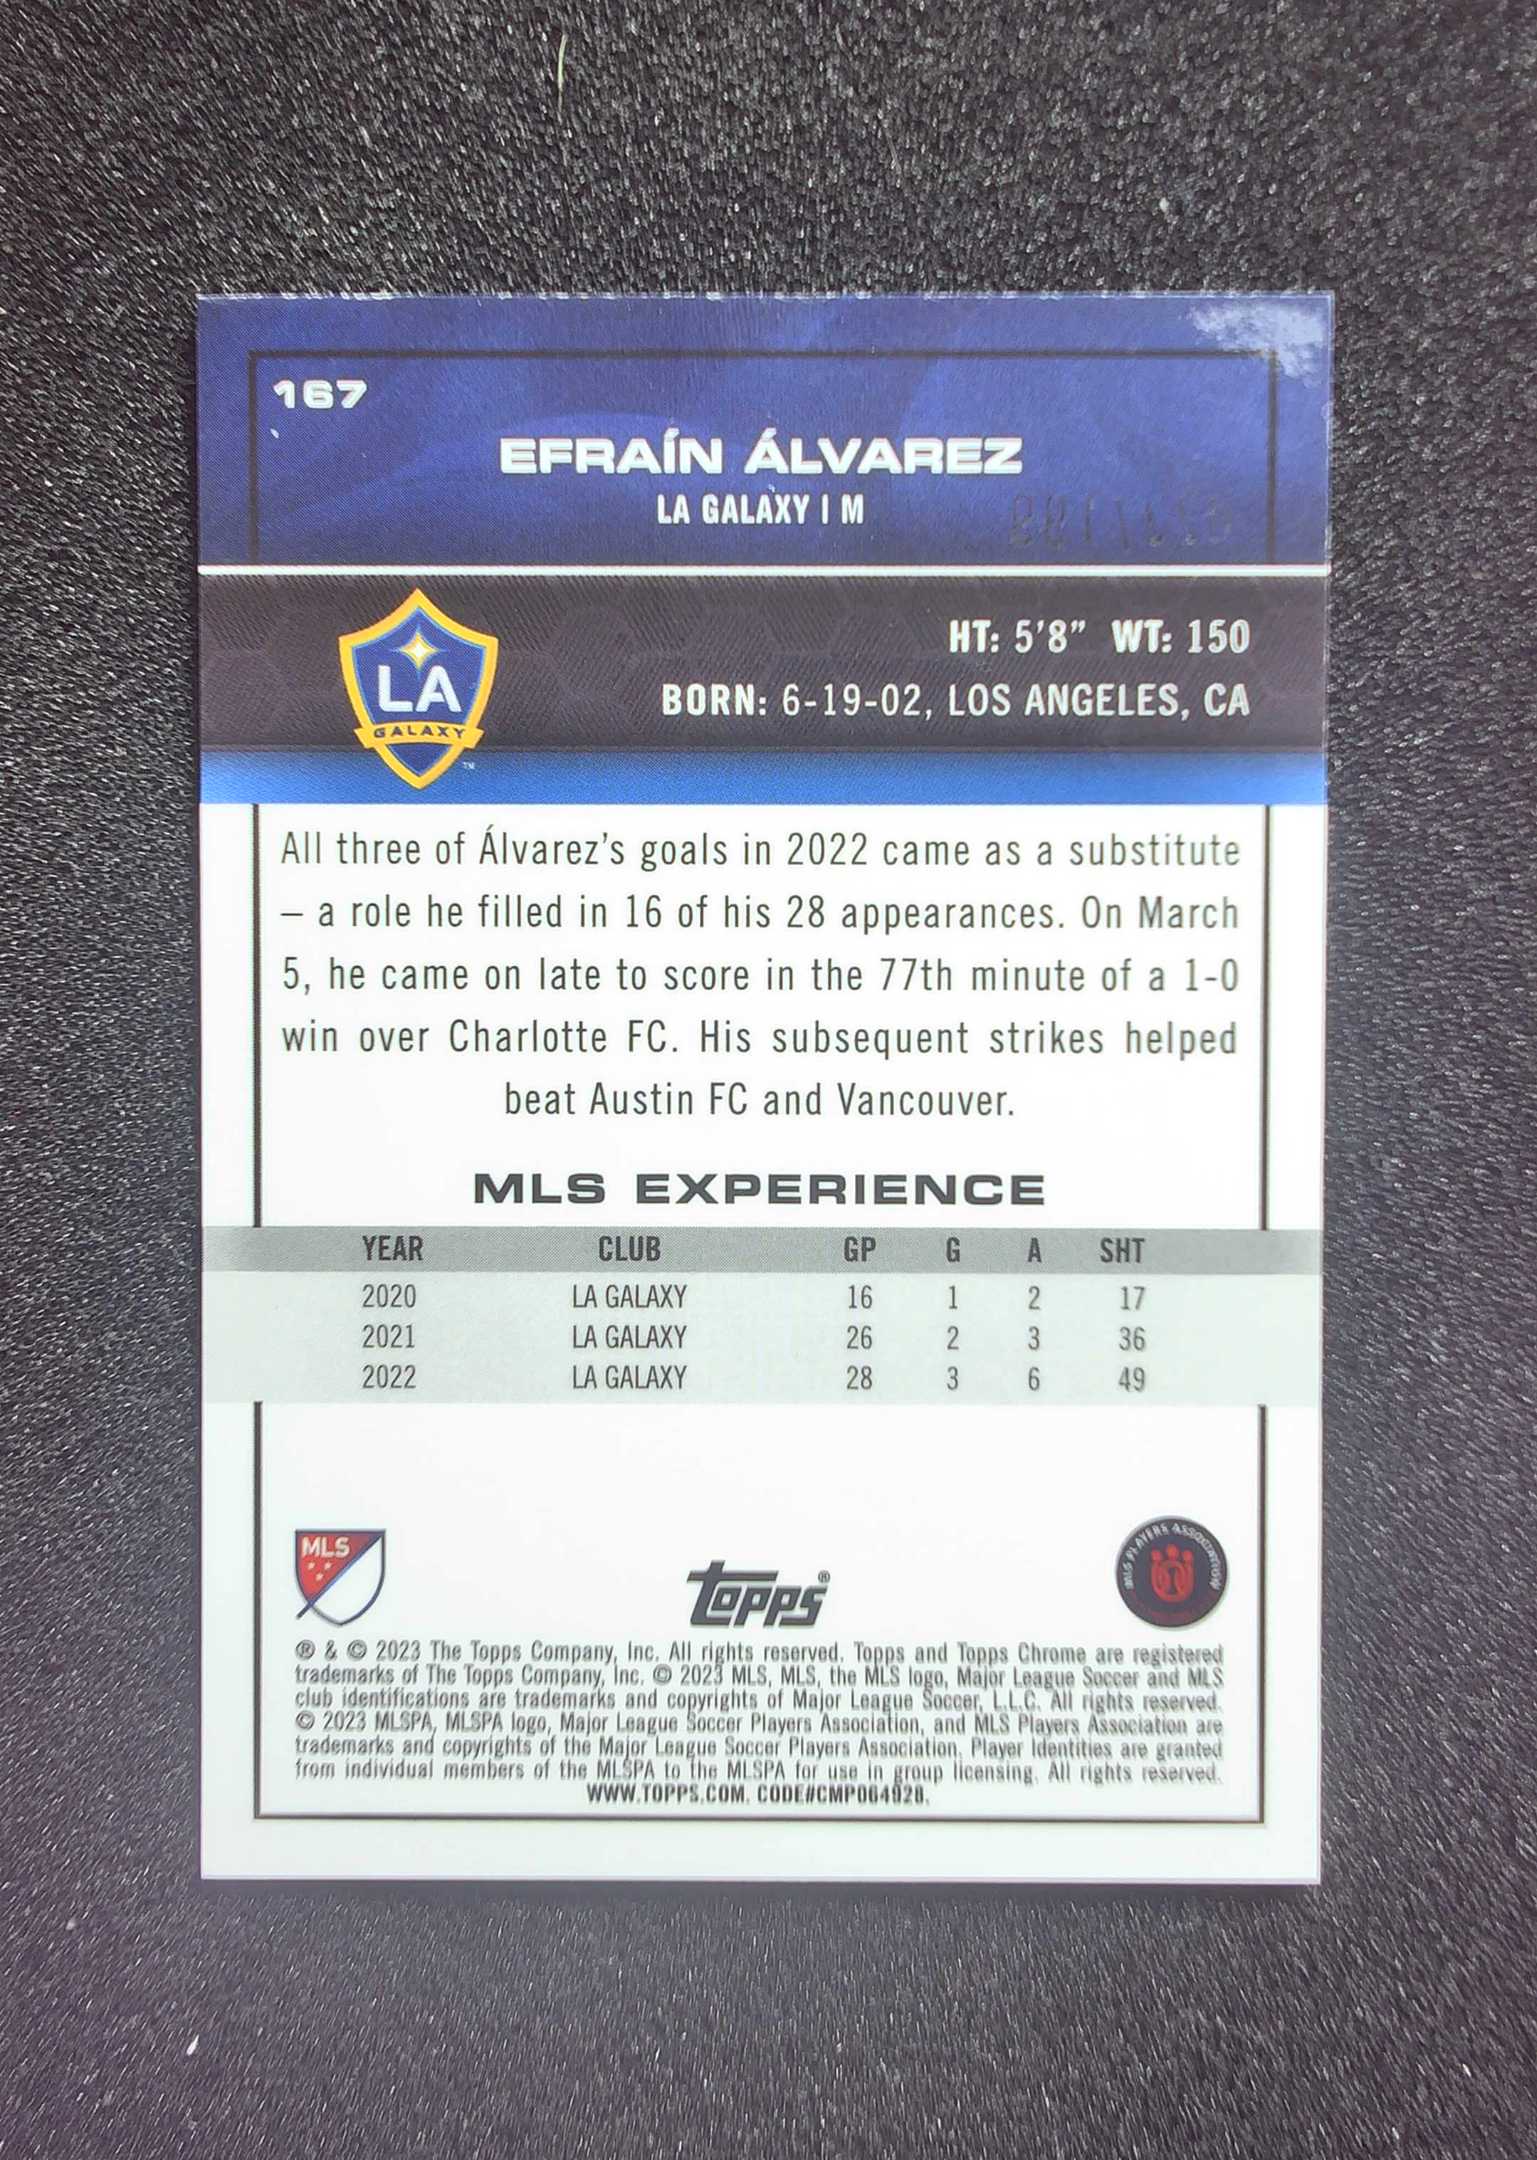 167
EFRAÍN ÁLVAREZ
LA GALAXY | M
LA
GALAXY
TM
HT: 5'8" WT: 150
BORN: 6-19-02, LOS ANGELES, CA
All three of Álvarez's goals in 2022 came as a substitute
– a role he filled in 16 of his 28 appearances. On March
5, he came on late to score in the 77th minute of a 1-0
win over Charlotte FC. His subsequent strikes helped
beat Austin FC and Vancouver.
MLS EXPERIENCE
YEAR CLUB GP G A SHT
2020 LA GALAXY 16 1 2 17
2021 LA GALAXY 26 2 3 36
2022 LA GALAXY 28 3 6 49
MLS
topps®
MLS PLAYERS ASSOCIATION
® & © 2023 The Topps Company, Inc. All rights reserved. Topps and Topps Chrome are registered
trademarks of The Topps Company, Inc. © 2023 MLS, MLS, the MLS logo, Major League Soccer and MLS
club identifications are trademarks and copyrights of Major League Soccer, L.L.C. All rights reserved.
© 2023 MLSPA, MLSPA logo, Major League Soccer Players Association, and MLS Players Association are
trademarks and copyrights of the Major League Soccer Players Association. Player Identities are granted
from individual members of the MLSPA to the MLSPA for use in group licensing. All rights reserved.
WWW.TOPPS.COM. CODE#CMP064928.